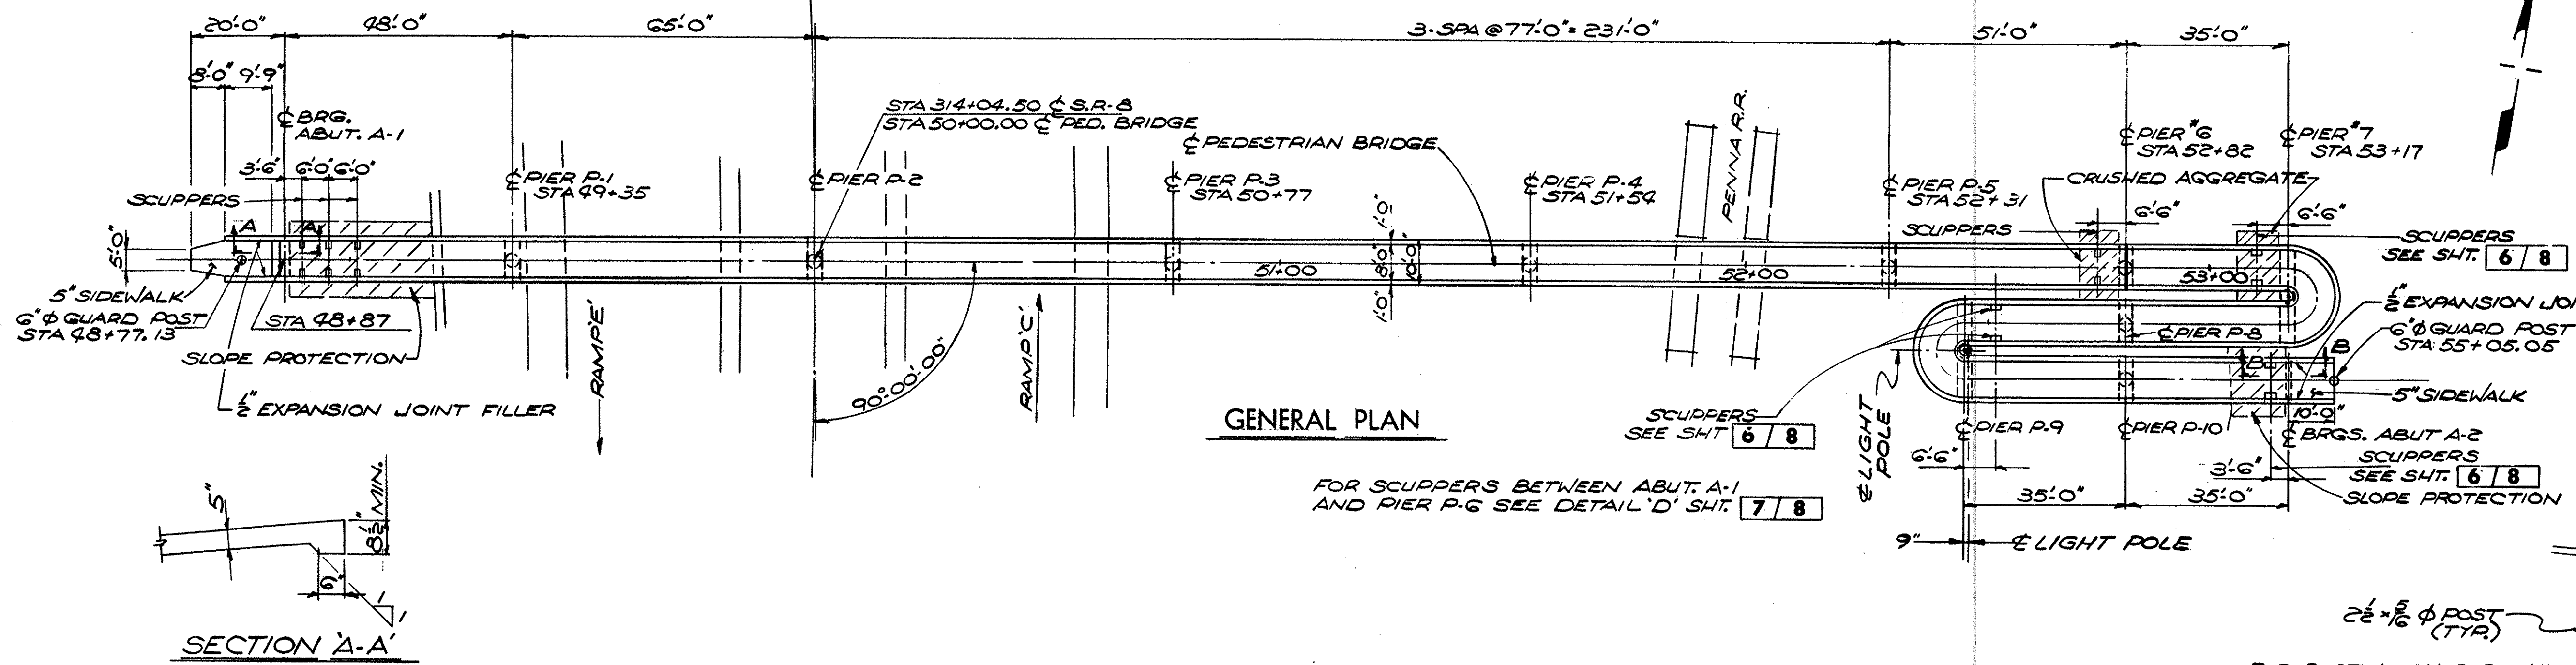 20'-0"
48'-0"
65'-0"
3-SPA @ 77'-0" = 231'-0"
51'-0"
35'-0"
8'-0"
9'-9"
℄ BRG.
ABUT. A-1
STA 314+04.50 ℄ S.R-8
STA 50+00.00 ℄ PED. BRIDGE
℄ PEDESTRIAN BRIDGE
PENNA R.R.
℄ PIER #6
STA 52+82
℄ PIER #7
STA 53+17
3'-6"
6'-0"
6'-0"
SCUPPERS
℄ PIER P-1
STA 49+35
℄ PIER P-2
℄ PIER P-3
STA 50+77
℄ PIER P-4
STA 51+54
℄ PIER P-5
STA 52+31
CRUSHED AGGREGATE
6'-6"
6'-6"
SCUPPERS
SCUPPERS
SEE SHT. 6 / 8
A
A
5'-0"
1'-0"
8'-0"
10'-0"
1'-0"
51+00
52+00
53+00
5" SIDEWALK
6" φ GUARD POST
STA 48+77.13
STA 48+87
SLOPE PROTECTION
½" EXPANSION JOINT FILLER
RAMP 'E'
90°-00'-00"
RAMP 'C'
℄ PIER P-8
½" EXPANSION JOI
6" φ GUARD POST
STA 55+05.05
B
B
5" SIDEWALK
10'-0"
GENERAL PLAN
SCUPPERS
SEE SHT 6 / 8
℄ LIGHT
POLE
℄ PIER P-9
℄ PIER P-10
℄ BRGS. ABUT A-2
6'-6"
3'-6"
SCUPPERS
SEE SHT. 6 / 8
SLOPE PROTECTION
35'-0"
35'-0"
FOR SCUPPERS BETWEEN ABUT. A-1
AND PIER P-6 SEE DETAIL 'D' SHT. 7 / 8
9"
℄ LIGHT POLE
5"
8½" MIN.
6"
1
1
SECTION 'A-A'
2½ × 5/16 φ POST
(TYP.)